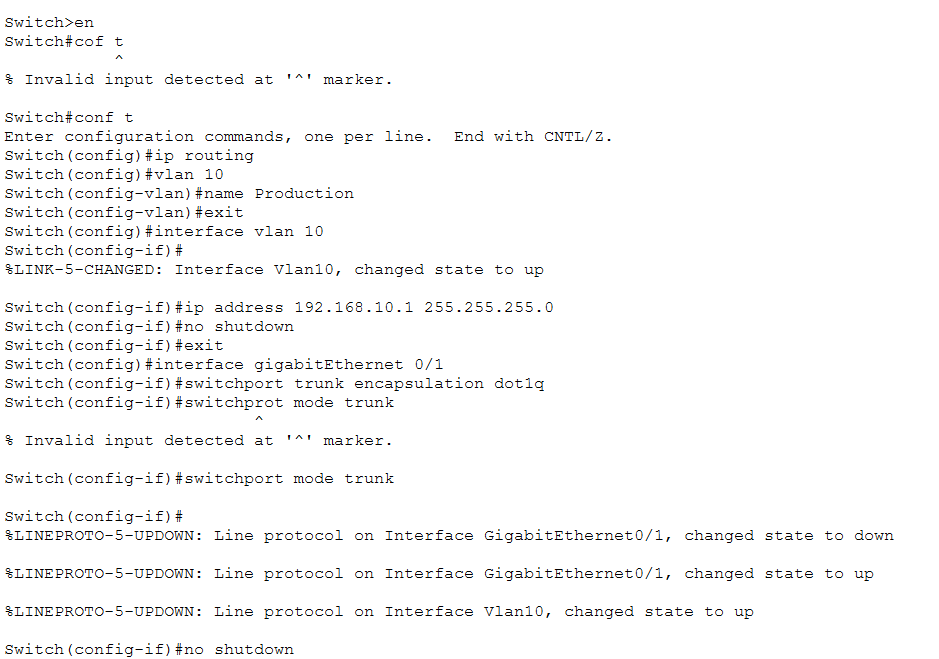 Switch>en
Switch#cof t
^
% Invalid input detected at '^' marker.
Switch#conf t
Enter configuration commands, one per line.  End with CNTL/Z.
Switch(config)#ip routing
Switch(config)#vlan 10
Switch(config-vlan)#name Production
Switch(config-vlan)#exit
Switch(config)#interface vlan 10
Switch(config-if)#
%LINK-5-CHANGED: Interface Vlan10, changed state to up
Switch(config-if)#ip address 192.168.10.1 255.255.255.0
Switch(config-if)#no shutdown
Switch(config-if)#exit
Switch(config)#interface gigabitEthernet 0/1
Switch(config-if)#switchport trunk encapsulation dot1q
Switch(config-if)#switchprot mode trunk
^
% Invalid input detected at '^' marker.
Switch(config-if)#switchport mode trunk
Switch(config-if)#
%LINEPROTO-5-UPDOWN: Line protocol on Interface GigabitEthernet0/1, changed state to down
%LINEPROTO-5-UPDOWN: Line protocol on Interface GigabitEthernet0/1, changed state to up
%LINEPROTO-5-UPDOWN: Line protocol on Interface Vlan10, changed state to up
Switch(config-if)#no shutdown